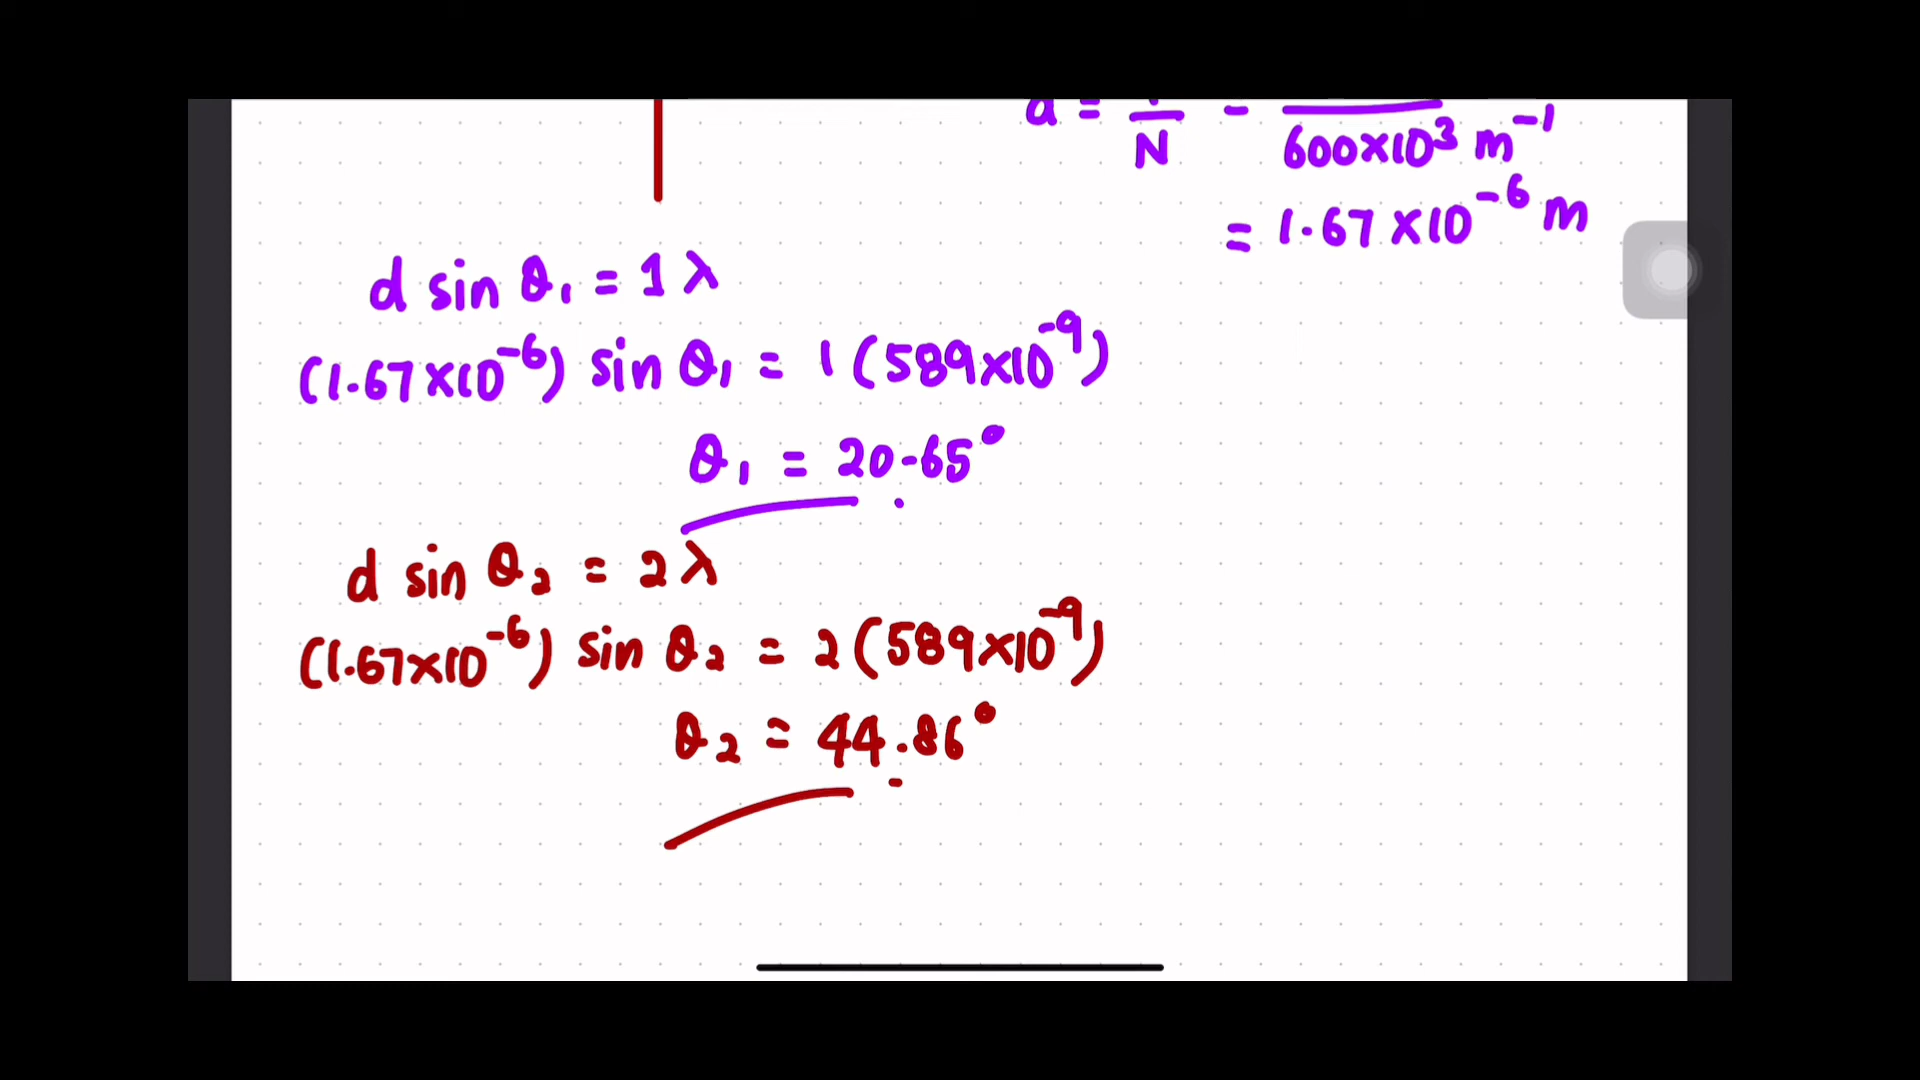 d = 1/N = 1/600×10³ m⁻¹
= 1.67×10⁻⁶ m
d sin θ₁ = 1λ
(1.67×10⁻⁶) sin θ₁ = 1(589×10⁻⁹)
θ₁ = 20.65°
d sin θ₂ = 2λ
(1.67×10⁻⁶) sin θ₂ = 2(589×10⁻⁹)
θ₂ = 44.86°